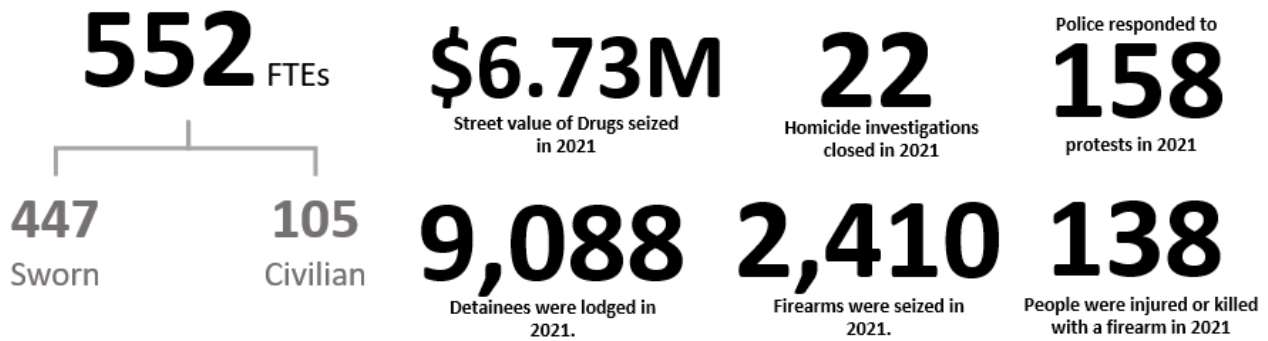 552 FTEs
447
Sworn
105
Civilian
$6.73M
Street value of Drugs seized
in 2021
22
Homicide investigations
closed in 2021
Police responded to
158
protests in 2021
9,088
Detainees were lodged in
2021.
2,410
Firearms were seized in
2021.
138
People were injured or killed
with a firearm in 2021